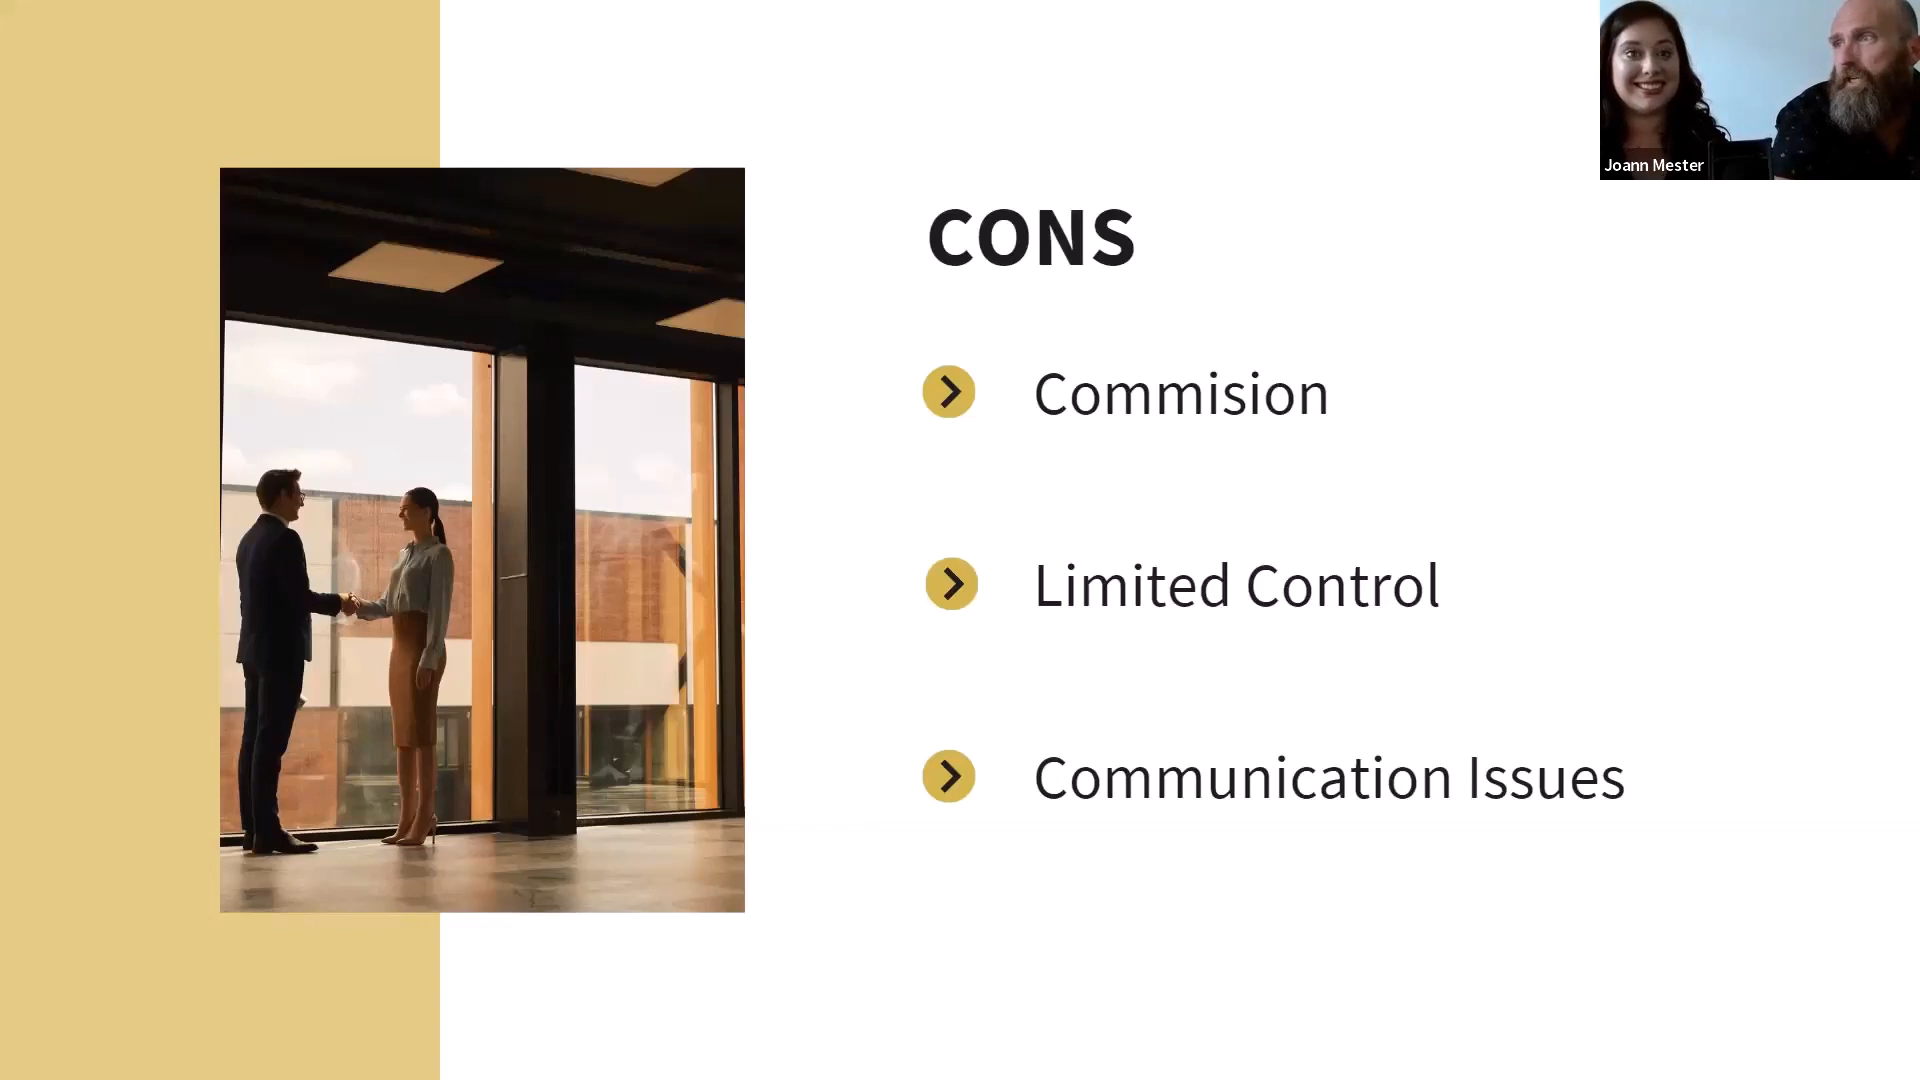 Joann Mester
CONS
Commision
Limited Control
Communication Issues